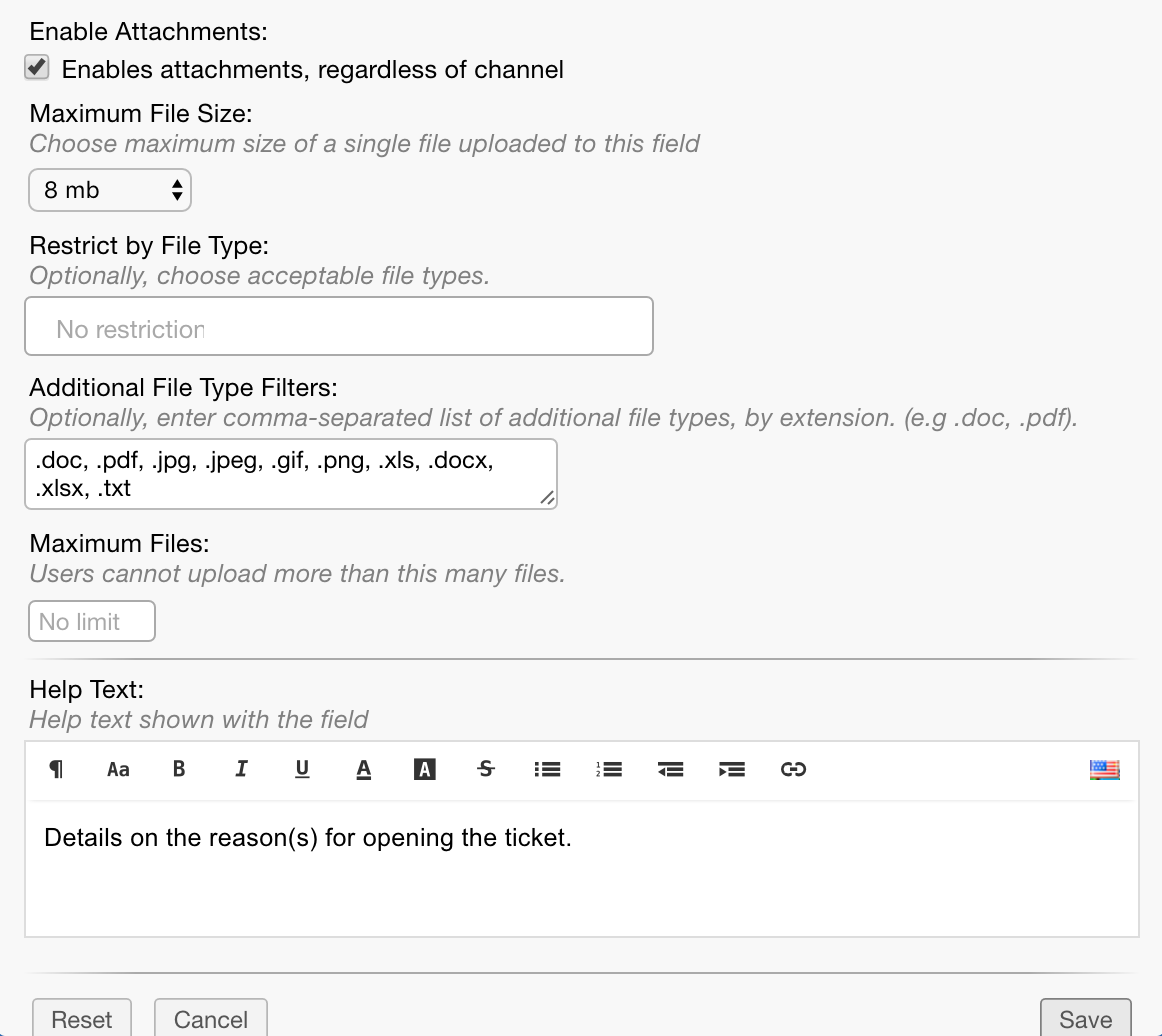 Enable Attachments:
Enables attachments, regardless of channel
Maximum File Size:
Choose maximum size of a single file uploaded to this field
8 mb
Restrict by File Type:
Optionally, choose acceptable file types.
No restriction
Additional File Type Filters:
Optionally, enter comma-separated list of additional file types, by extension. (e.g .doc, .pdf).
.doc, .pdf, .jpg, .jpeg, .gif, .png, .xls, .docx,
.xlsx, .txt
Maximum Files:
Users cannot upload more than this many files.
No limit
Help Text:
Help text shown with the field
¶ Aa B I U A A S
Details on the reason(s) for opening the ticket.
Reset Cancel Save